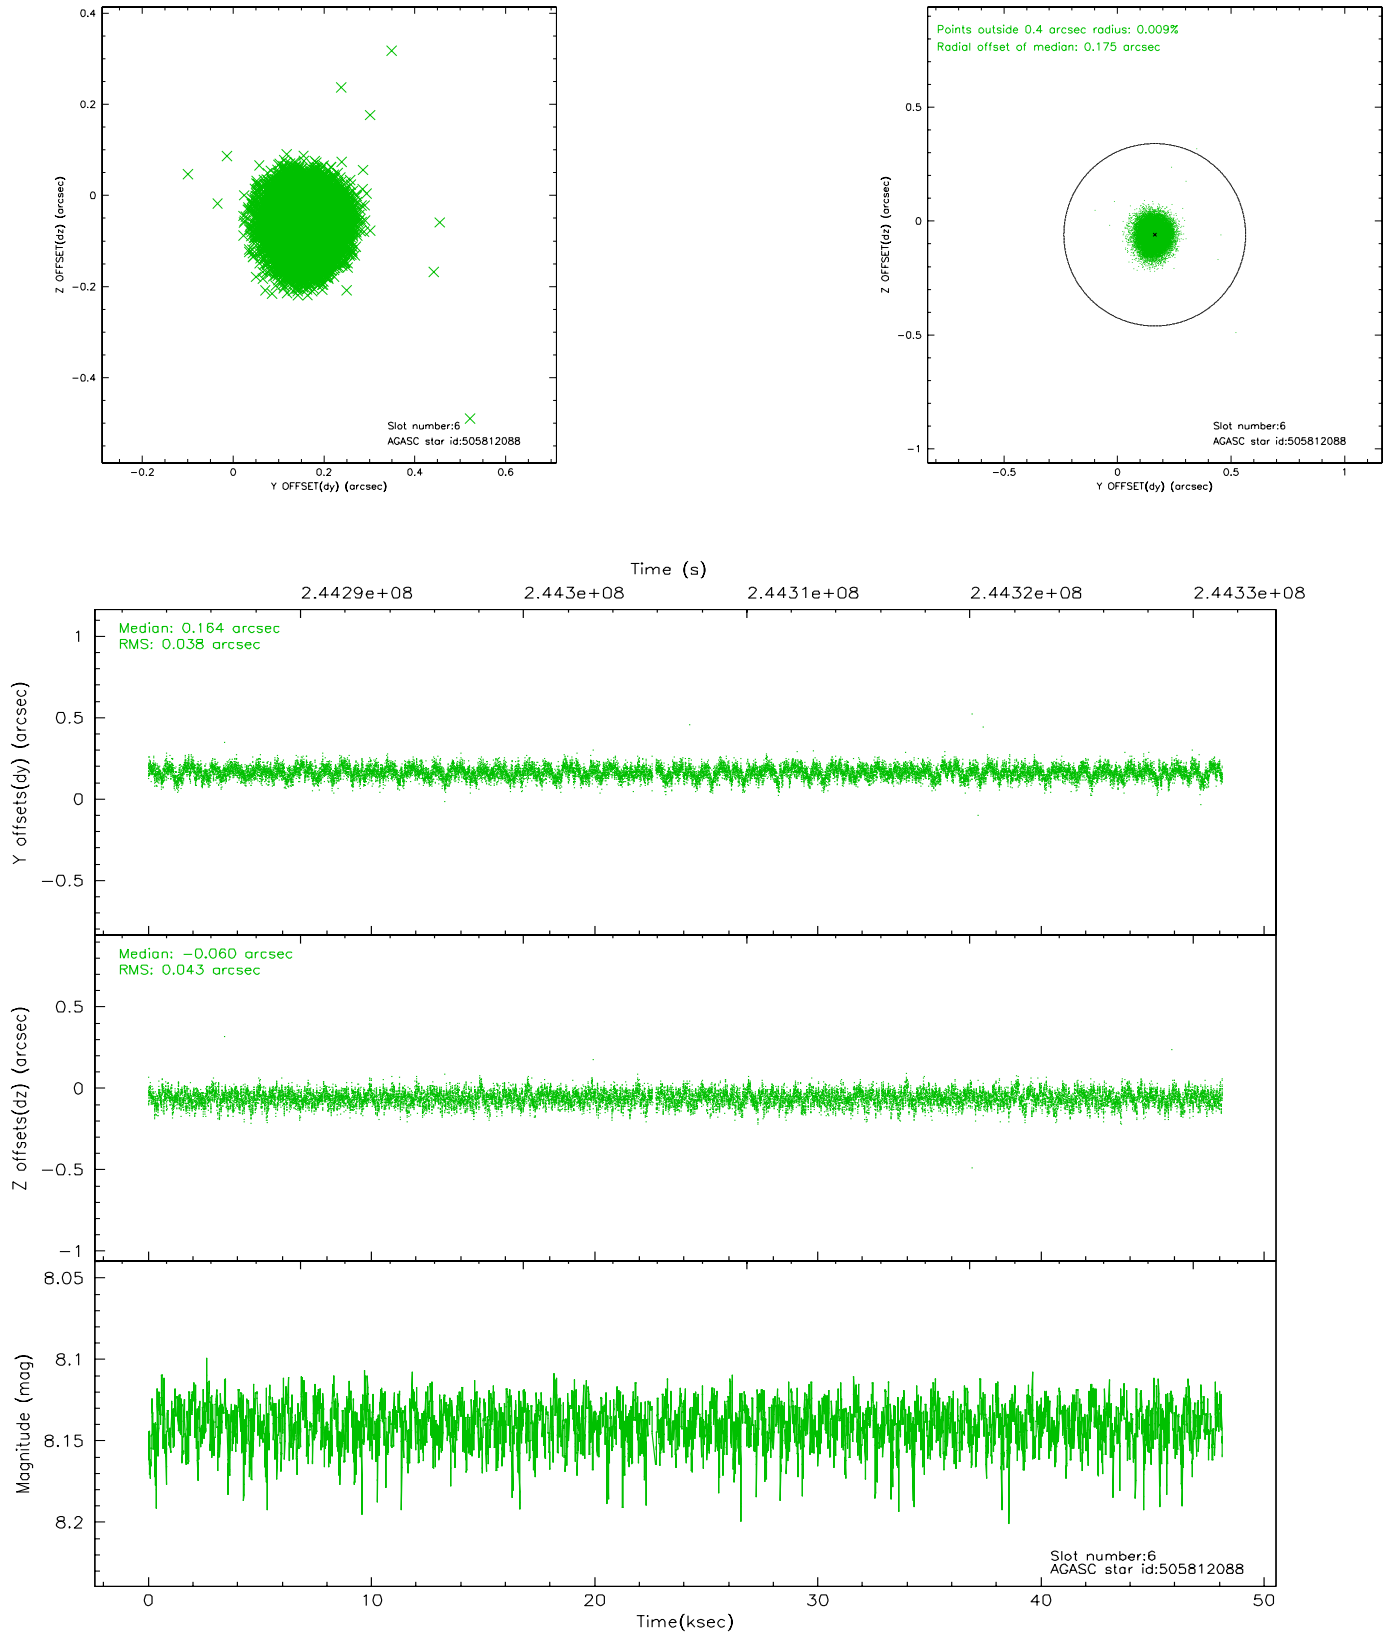 0.4
0.2
0
−0.2
−0.4
Z OFFSET(dz) (arcsec)
Slot number:6
AGASC star id:505812088
−0.2
0
0.2
0.4
0.6
Y OFFSET(dy) (arcsec)
Points outside 0.4 arcsec radius: 0.009%
Radial offset of median: 0.175 arcsec
0.5
0
−0.5
−1
Z OFFSET(dz) (arcsec)
Slot number:6
AGASC star id:505812088
−0.5
0
0.5
1
Y OFFSET(dy) (arcsec)
Time (s)
2.4429e+08
2.443e+08
2.4431e+08
2.4432e+08
2.4433e+08
Median: 0.164 arcsec
RMS: 0.038 arcsec
1
0.5
0
−0.5
Y offsets(dy) (arcsec)
Median: −0.060 arcsec
RMS: 0.043 arcsec
0.5
0
−0.5
−1
Z offsets(dz) (arcsec)
8.05
8.1
8.15
8.2
Magnitude (mag)
Slot number:6
AGASC star id:505812088
0
10
20
30
40
50
Time(ksec)